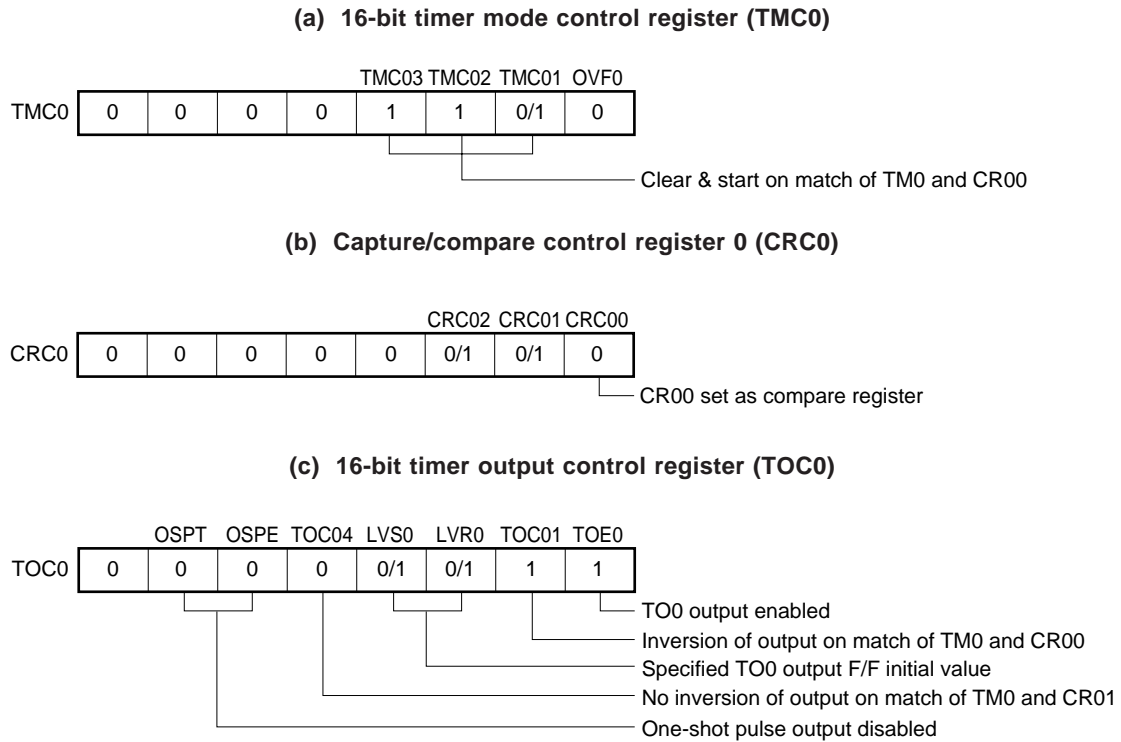 (a) 16-bit timer mode control register (TMC0)
TMC03 TMC02 TMC01 OVF0
TMC0 0 0 0 0 1 1 0/1 0
Clear & start on match of TM0 and CR00
(b) Capture/compare control register 0 (CRC0)
CRC02 CRC01 CRC00
CRC0 0 0 0 0 0 0/1 0/1 0
CR00 set as compare register
(c) 16-bit timer output control register (TOC0)
OSPT OSPE TOC04 LVS0 LVR0 TOC01 TOE0
TOC0 0 0 0 0 0/1 0/1 1 1
TO0 output enabled
Inversion of output on match of TM0 and CR00
Specified TO0 output F/F initial value
No inversion of output on match of TM0 and CR01
One-shot pulse output disabled